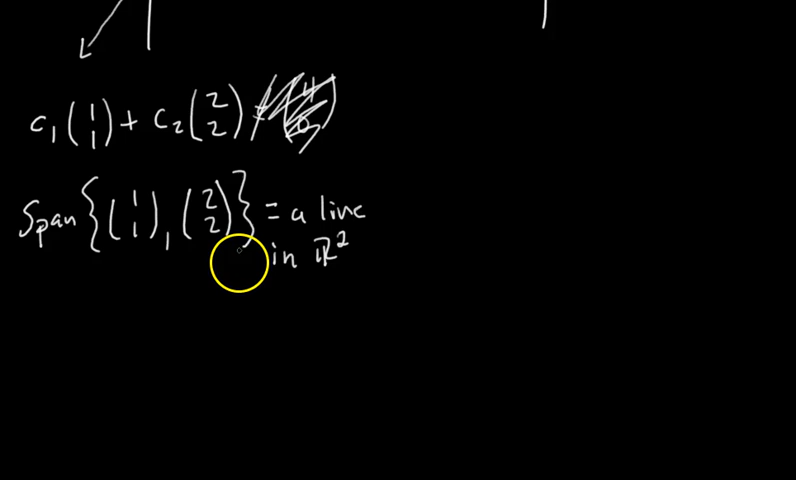 c₁(1 1) + c₂(2 2)
Span{(1 1), (2 2)} = a line
in ℝ²